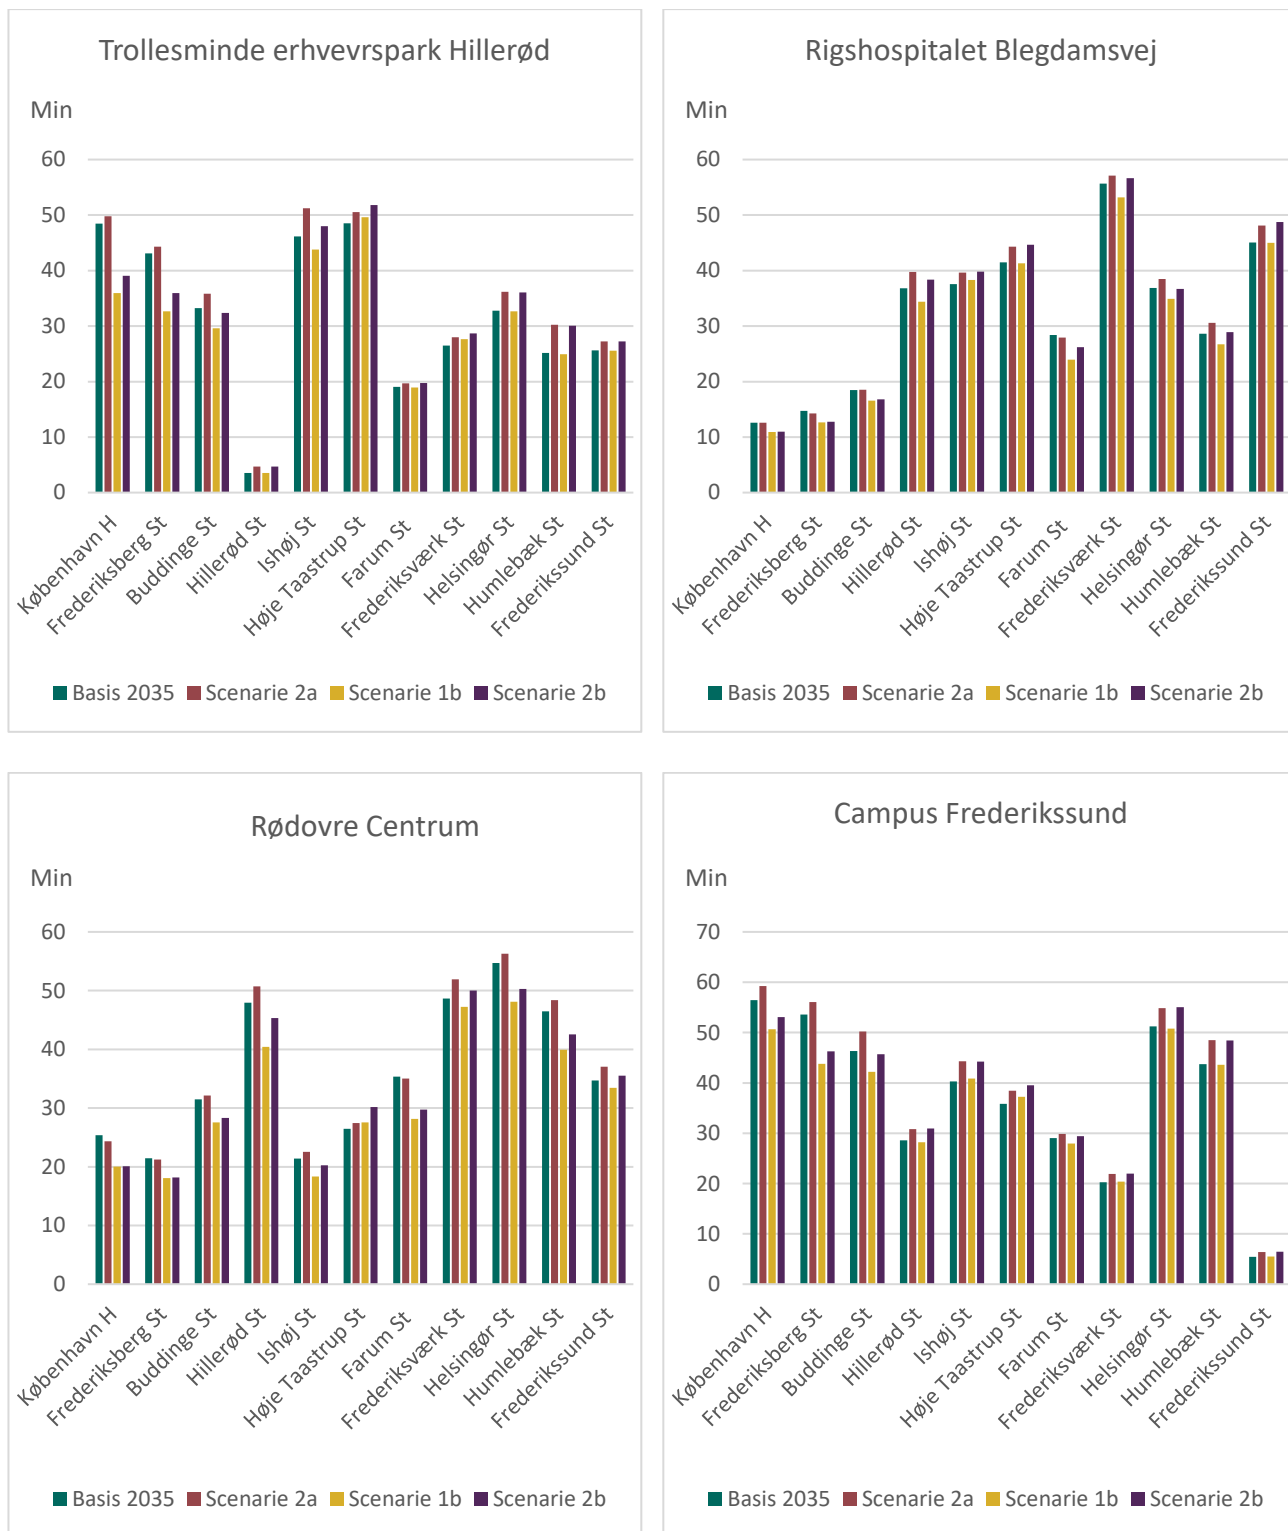 Trollesminde erhvevrspark Hillerød
Min
60
50
40
30
20
10
0
København H
Frederiksberg St
Buddinge St
Hillerød St
Ishøj St
Høje Taastrup St
Farum St
Frederiksværk St
Helsingør St
Humlebæk St
Frederikssund St
Basis 2035 Scenarie 2a Scenarie 1b Scenarie 2b
Rigshospitalet Blegdamsvej
Min
60
50
40
30
20
10
0
København H
Frederiksberg St
Buddinge St
Hillerød St
Ishøj St
Høje Taastrup St
Farum St
Frederiksværk St
Helsingør St
Humlebæk St
Frederikssund St
Basis 2035 Scenarie 2a Scenarie 1b Scenarie 2b
Rødovre Centrum
Min
60
50
40
30
20
10
0
København H
Frederiksberg St
Buddinge St
Hillerød St
Ishøj St
Høje Taastrup St
Farum St
Frederiksværk St
Helsingør St
Humlebæk St
Frederikssund St
Basis 2035 Scenarie 2a Scenarie 1b Scenarie 2b
Campus Frederikssund
Min
70
60
50
40
30
20
10
0
København H
Frederiksberg St
Buddinge St
Hillerød St
Ishøj St
Høje Taastrup St
Farum St
Frederiksværk St
Helsingør St
Humlebæk St
Frederikssund St
Basis 2035 Scenarie 2a Scenarie 1b Scenarie 2b